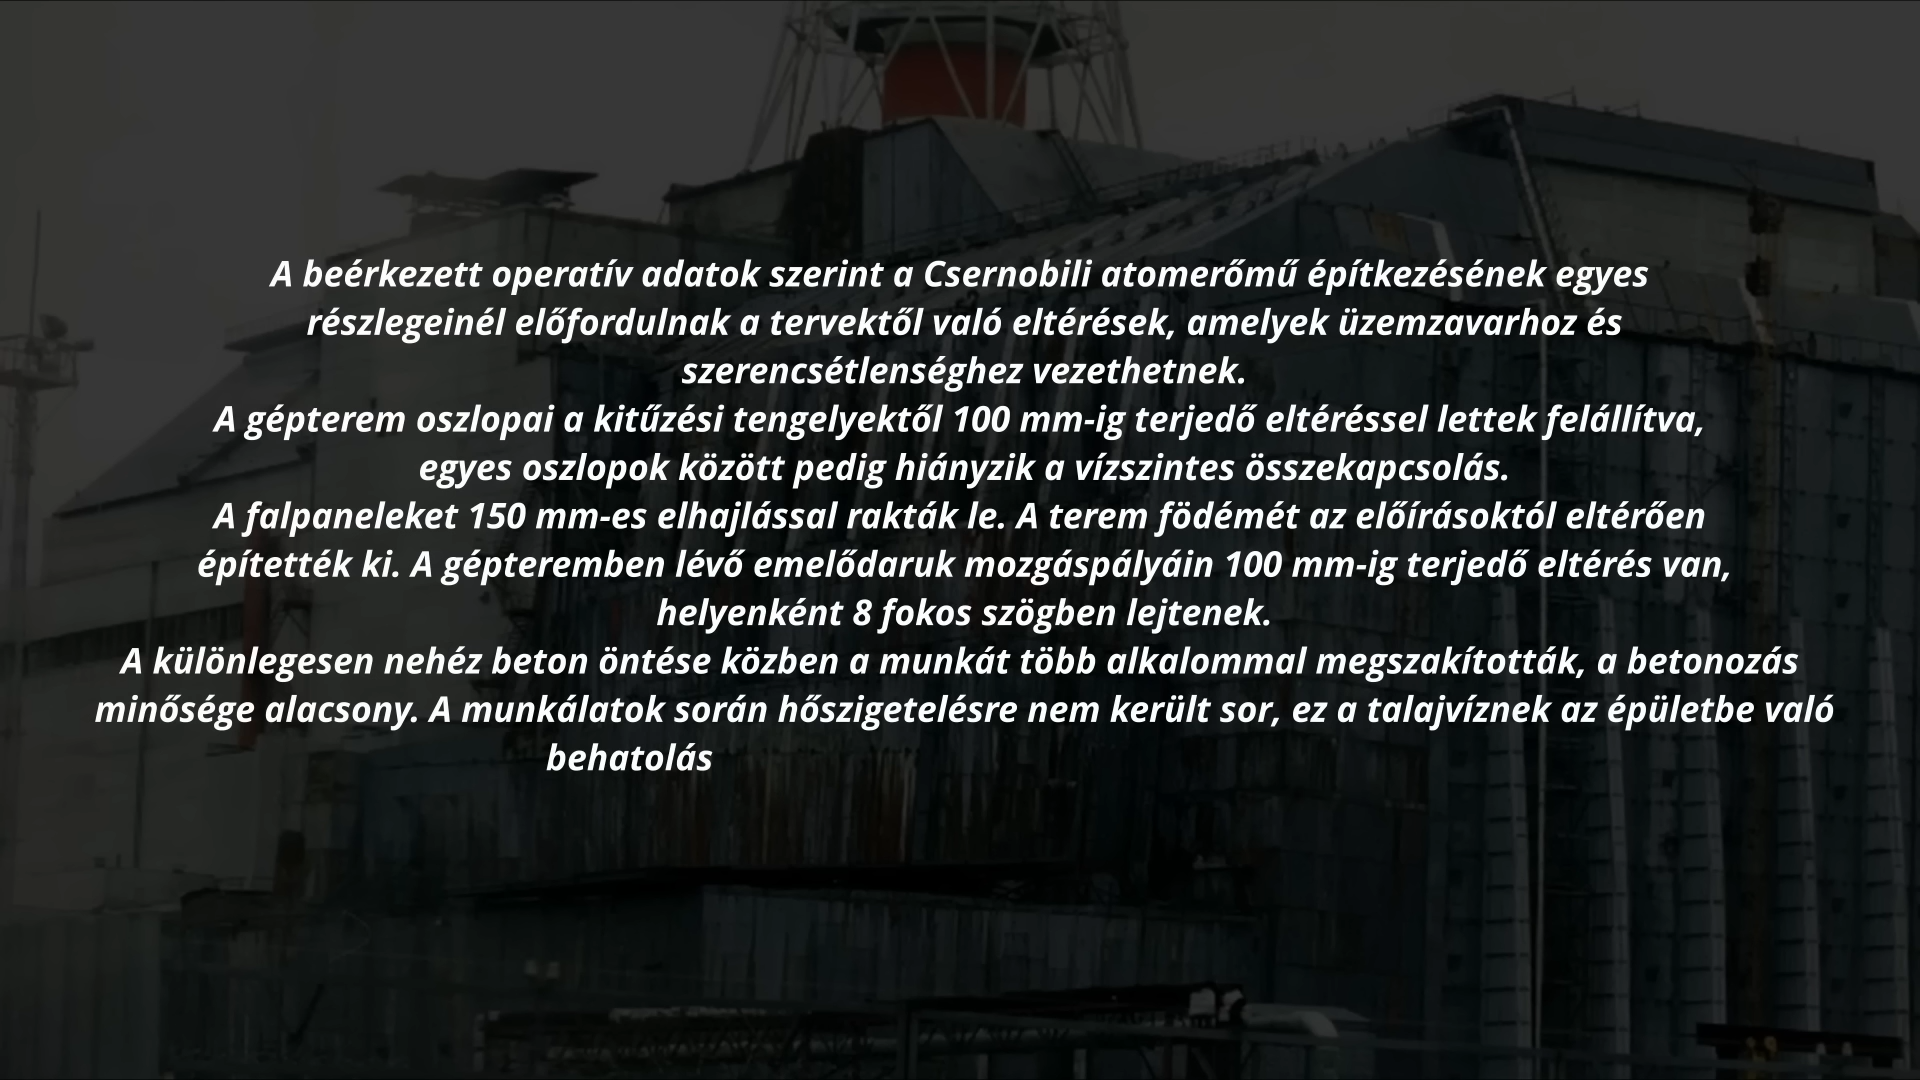 A beérkezett operatív adatok szerint a Csernobili atomerőmű építkezésének egyes
részlegeinél előfordulnak a tervektől való eltérések, amelyek üzemzavarhoz és
szerencsétlenséghez vezethetnek.
A gépterem oszlopai a kitűzési tengelyektől 100 mm-ig terjedő eltéréssel lettek felállítva,
egyes oszlopok között pedig hiányzik a vízszintes összekapcsolás.
A falpaneleket 150 mm-es elhajlással rakták le. A terem födémét az előírásoktól eltérően
építették ki. A gépteremben lévő emelődaruk mozgáspályáin 100 mm-ig terjedő eltérés van,
helyenként 8 fokos szögben lejtenek.
A különlegesen nehéz beton öntése közben a munkát több alkalommal megszakították, a betonozás
minősége alacsony. A munkálatok során hőszigetelésre nem került sor, ez a talajvíznek az épületbe való
behatolás